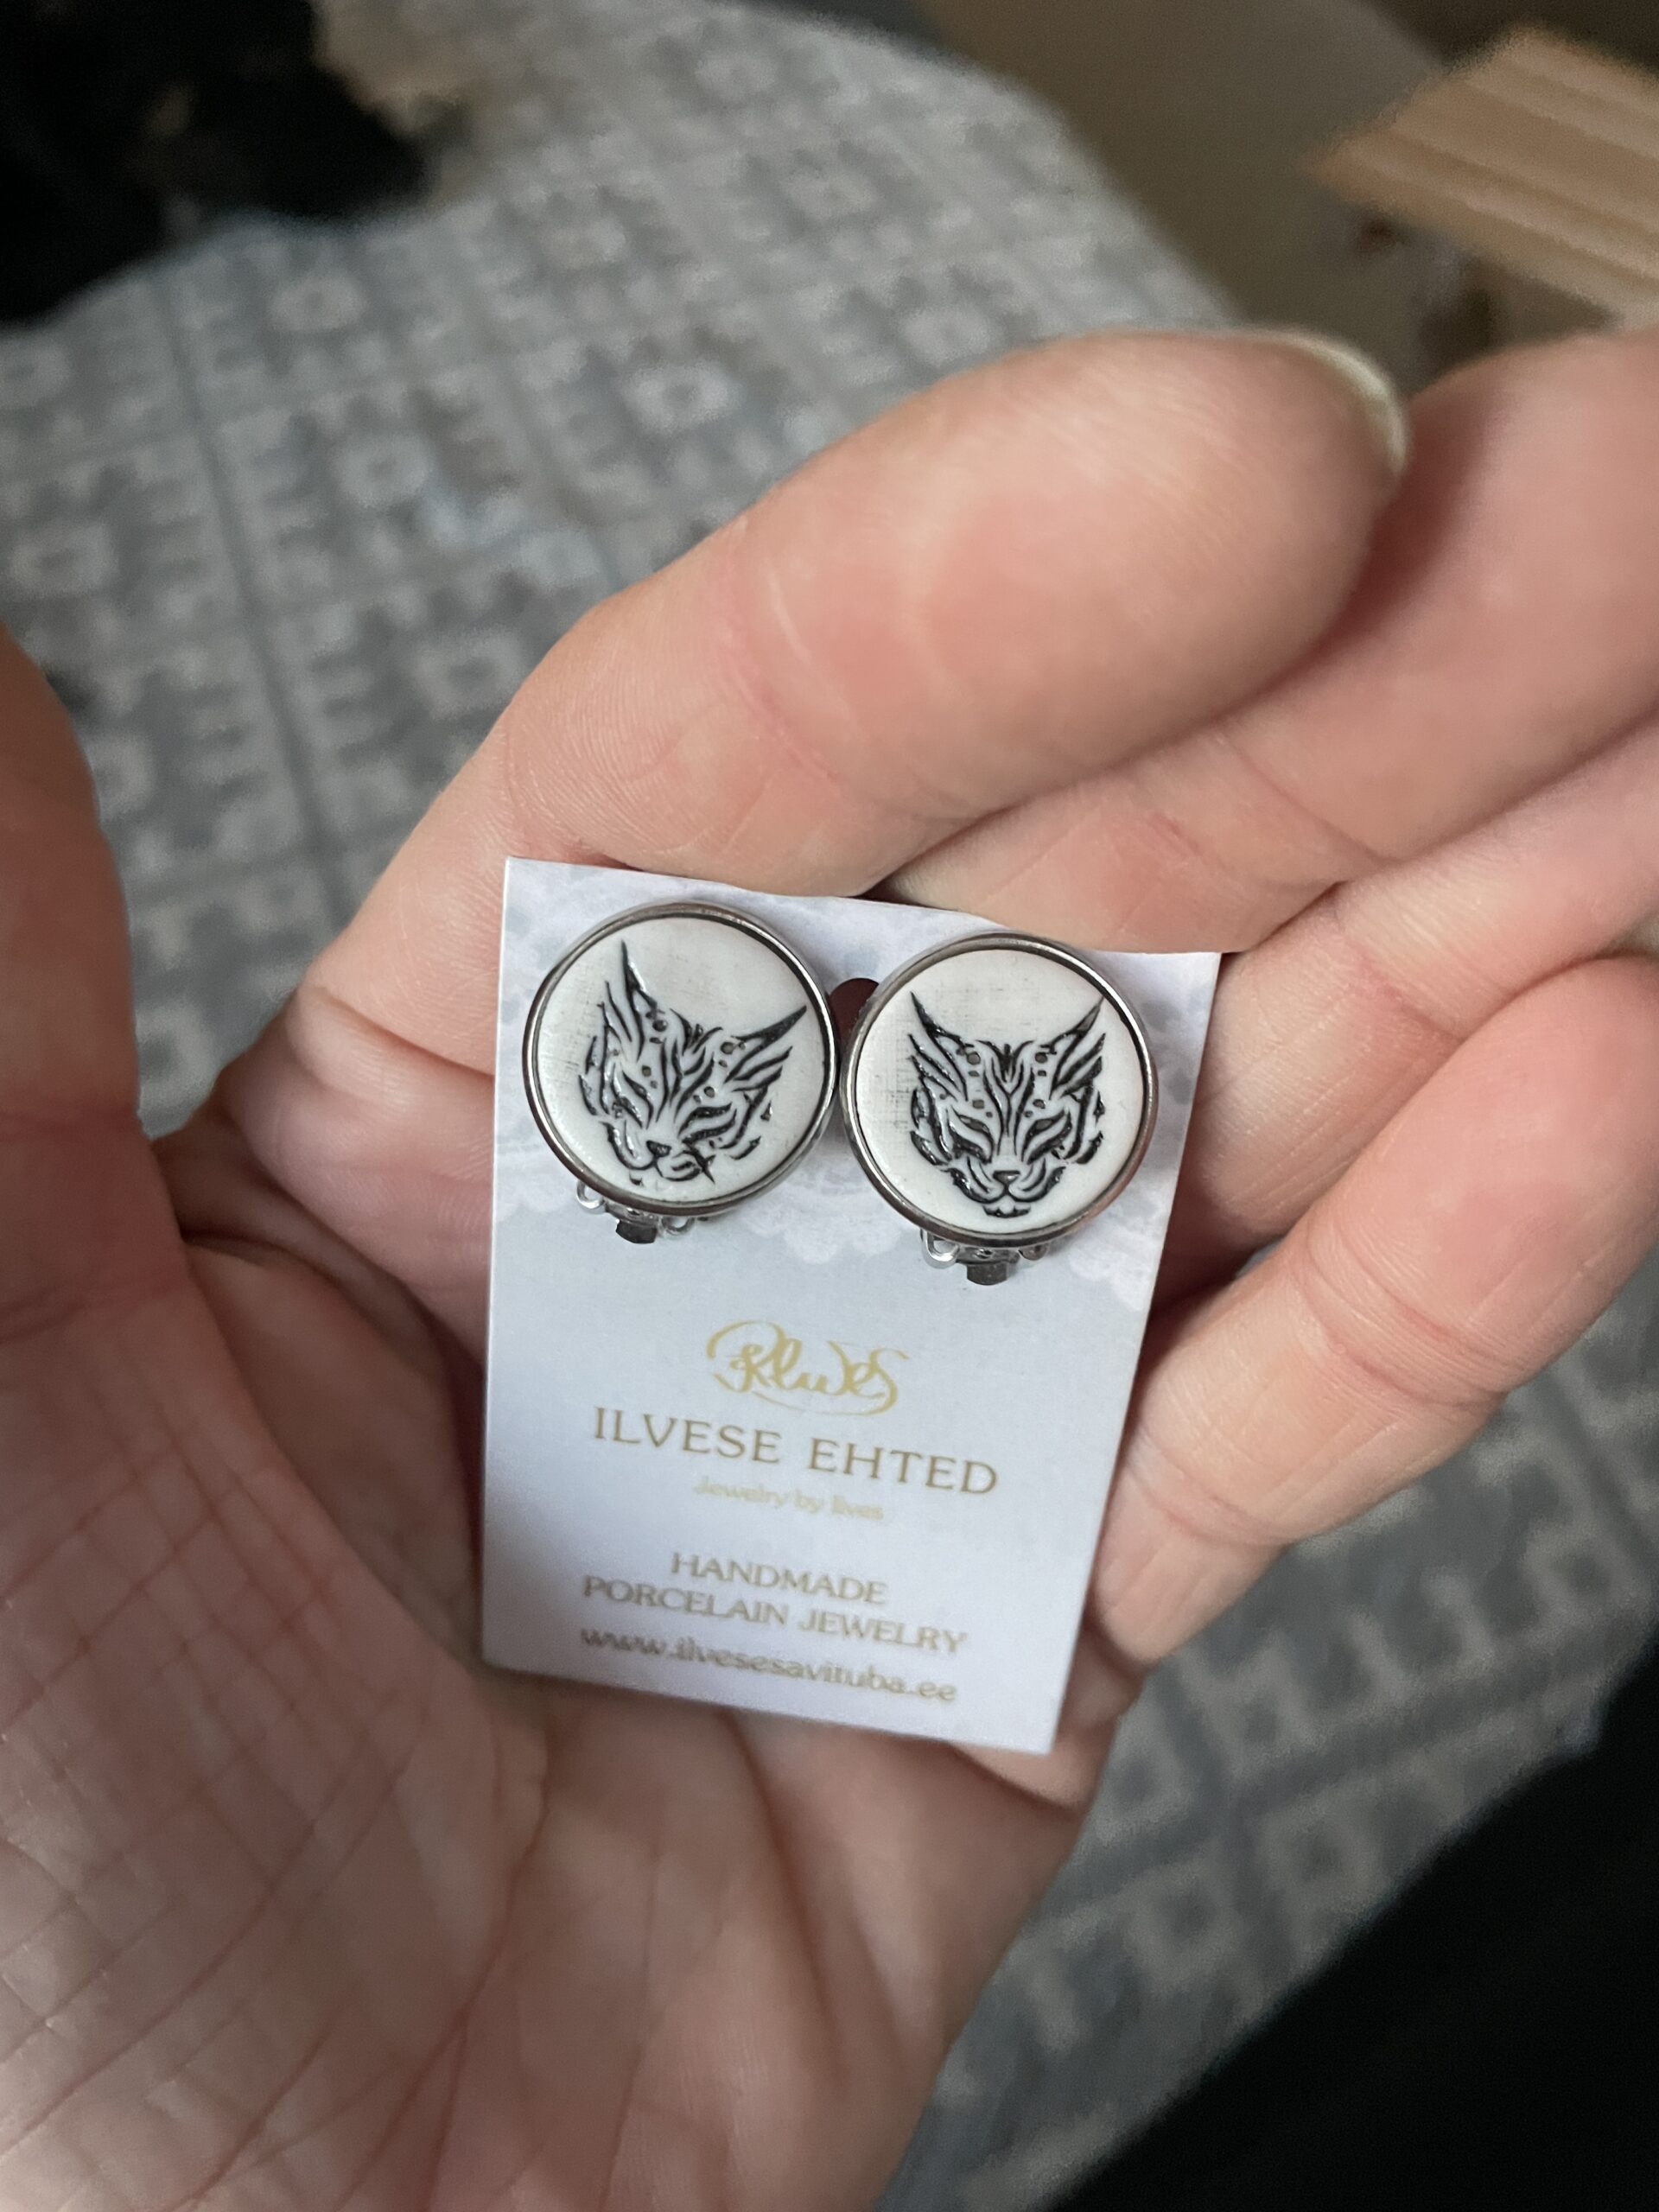 ILVESE EHTED
Jewelry by Ilves
HANDMADE
PORCELAIN JEWELRY
www.ilvesesavituba.ee